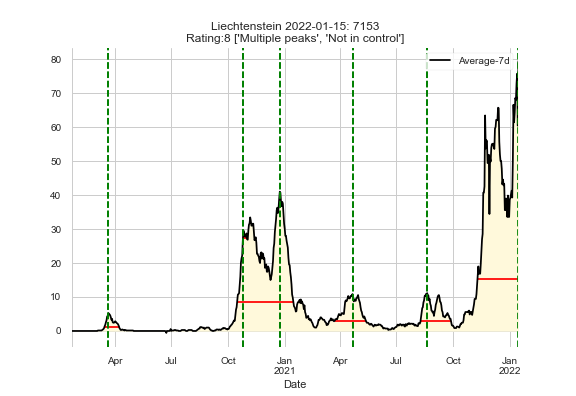 Liechtenstein 2022-01-15: 7153
Rating:8 ['Multiple peaks', 'Not in control']
Average-7d
80
70
60
50
40
30
20
10
0
Apr Jul Oct Jan Apr Jul Oct Jan
2021 2022
Date